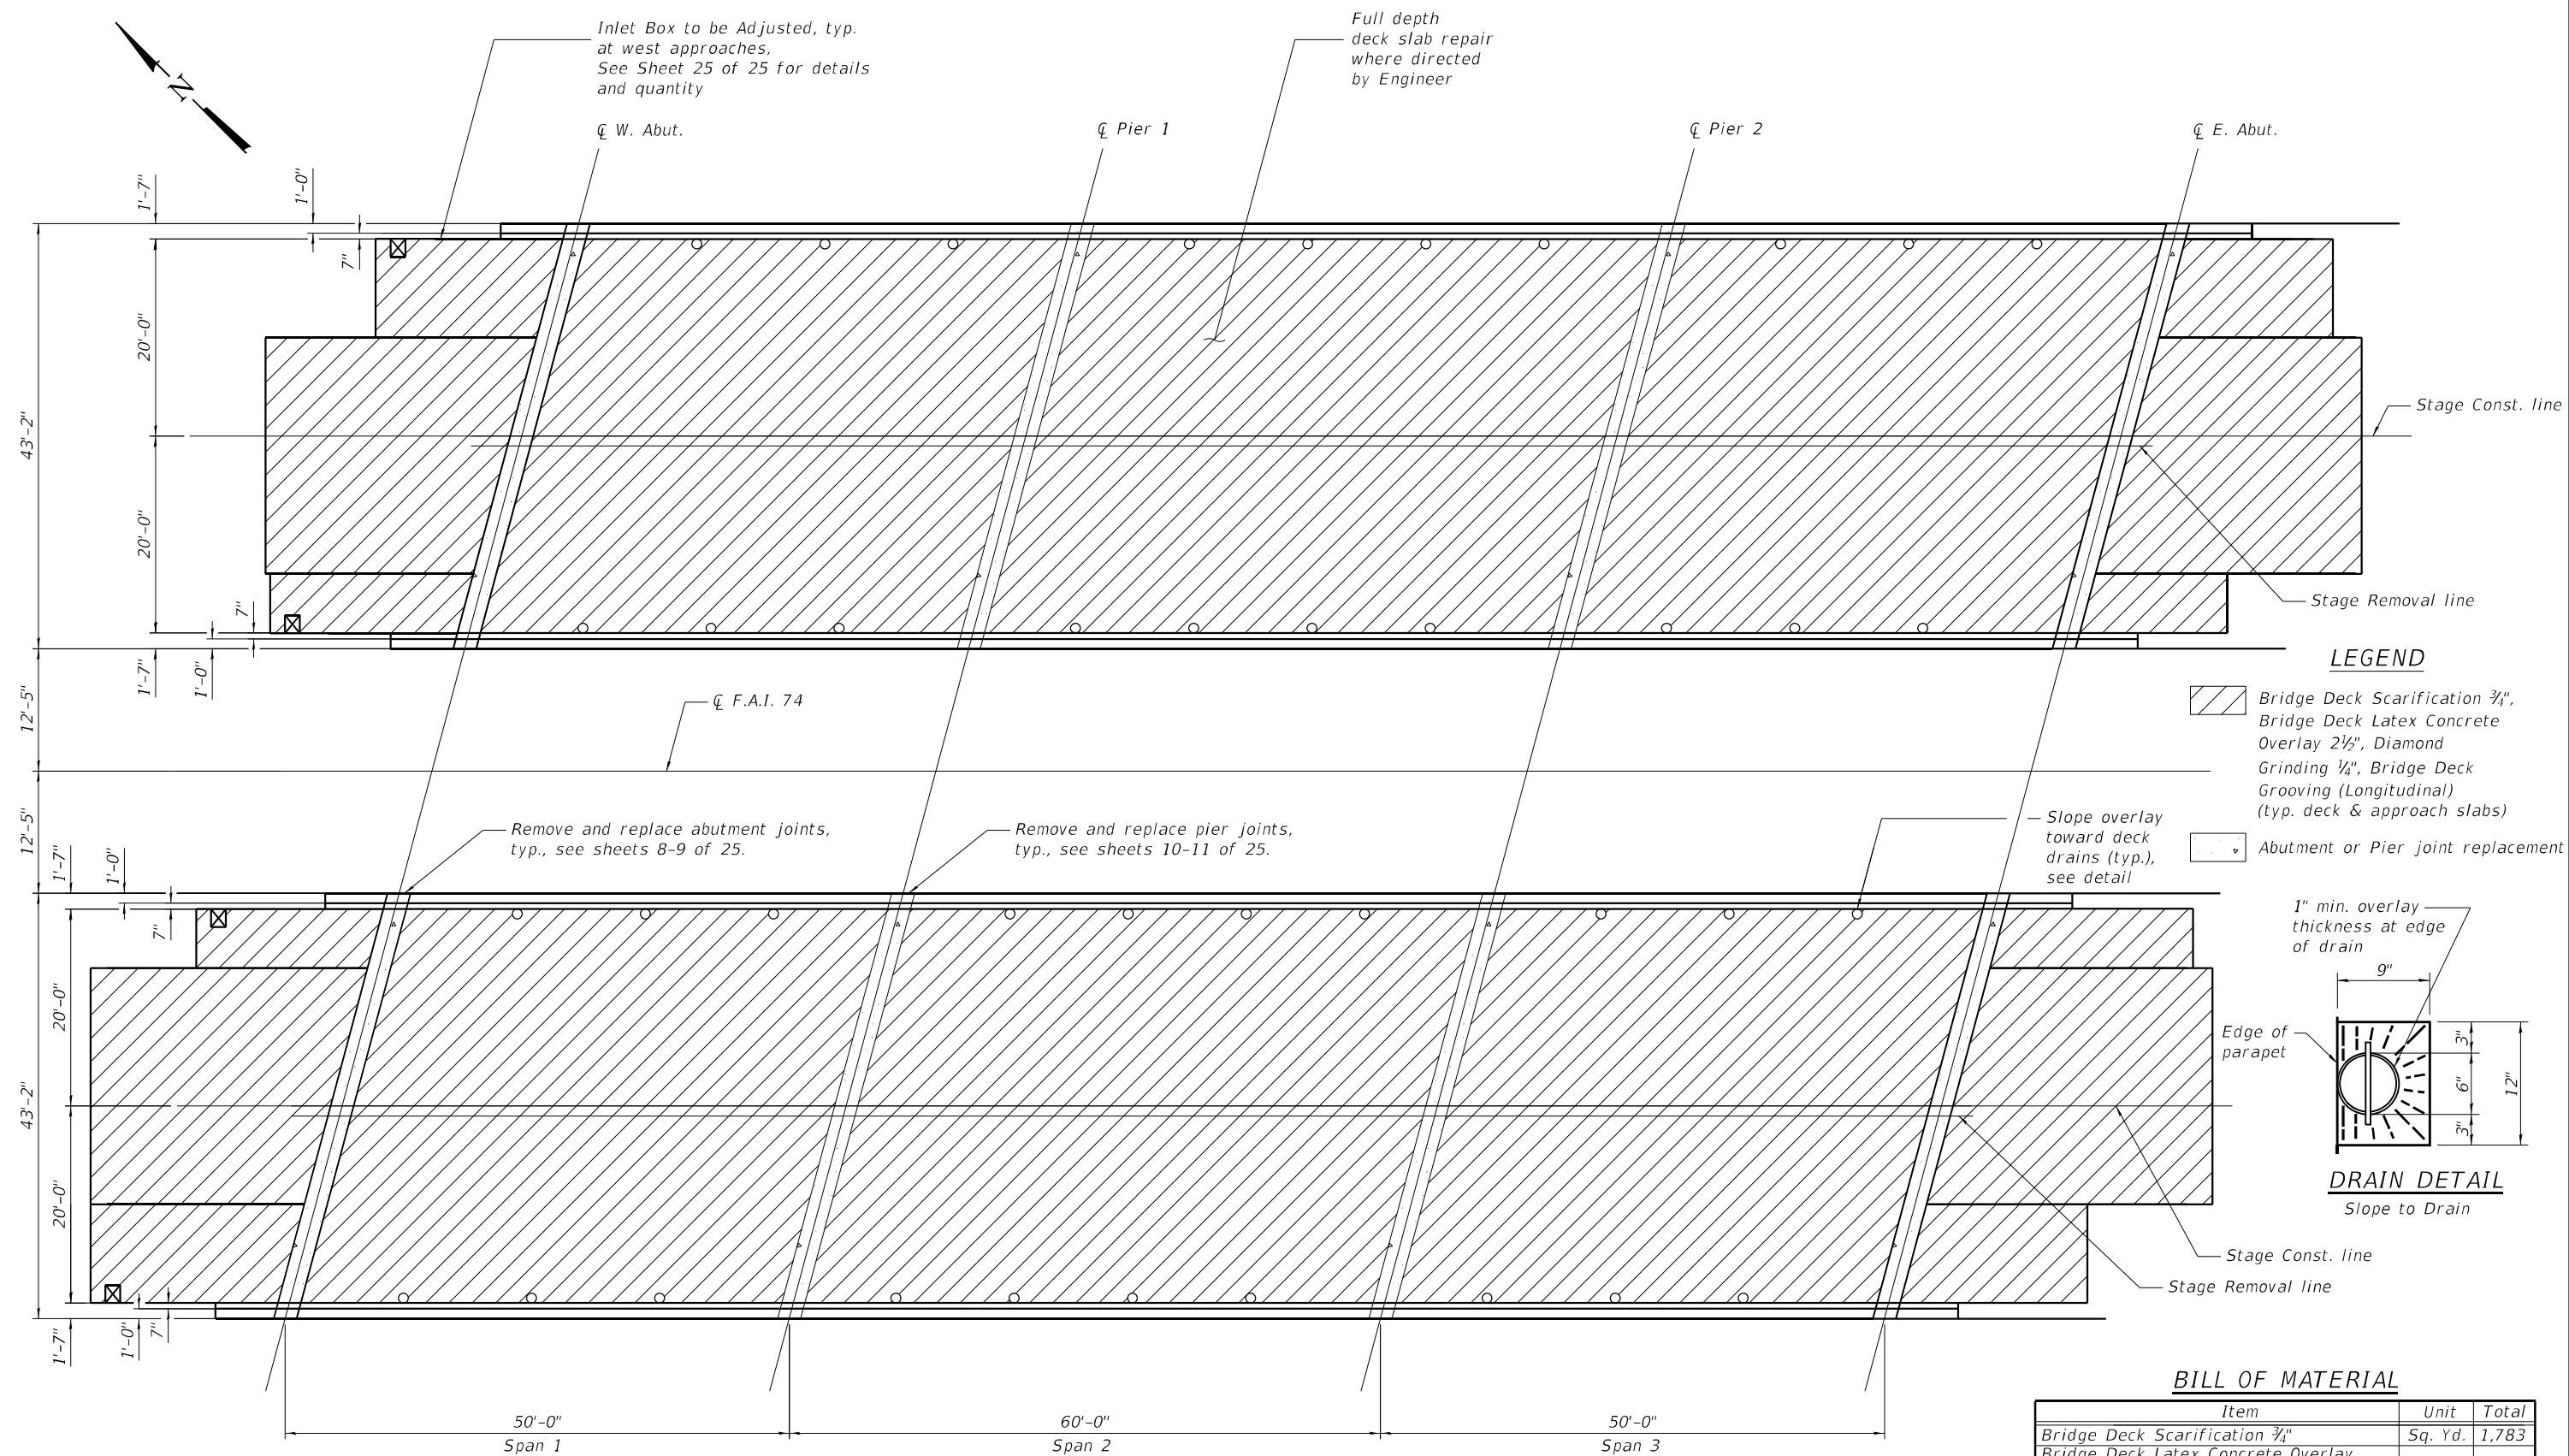 Inlet Box to be Adjusted, typ.
at west approaches,
See Sheet 25 of 25 for details
and quantity
Full depth
deck slab repair
where directed
by Engineer
N
℄ W. Abut.
℄ Pier 1
℄ Pier 2
℄ E. Abut.
1'-7"
1'-0"
7"
20'-0"
43'-2"
20'-0"
Stage Const. line
Stage Removal line
7"
1'-7"
1'-0"
12'-5"
℄ F.A.I. 74
LEGEND
Bridge Deck Scarification ¾",
Bridge Deck Latex Concrete
Overlay 2½", Diamond
Grinding ¼", Bridge Deck
Grooving (Longitudinal)
(typ. deck & approach slabs)
Abutment or Pier joint replacement
12'-5"
Remove and replace abutment joints,
typ., see sheets 8-9 of 25.
Remove and replace pier joints,
typ., see sheets 10-11 of 25.
Slope overlay
toward deck
drains (typ.),
see detail
1'-7"
1'-0"
7"
20'-0"
43'-2"
20'-0"
1" min. overlay
thickness at edge
of drain
9"
Edge of
parapet
3"
6"
3"
12"
DRAIN DETAIL
Slope to Drain
Stage Const. line
Stage Removal line
1'-7"
1'-0"
7"
50'-0"
Span 1
60'-0"
Span 2
50'-0"
Span 3
BILL OF MATERIAL
Item Unit Total
Bridge Deck Scarification ¾" Sq. Yd. 1,783
Bridge Deck Latex Concrete Overlay